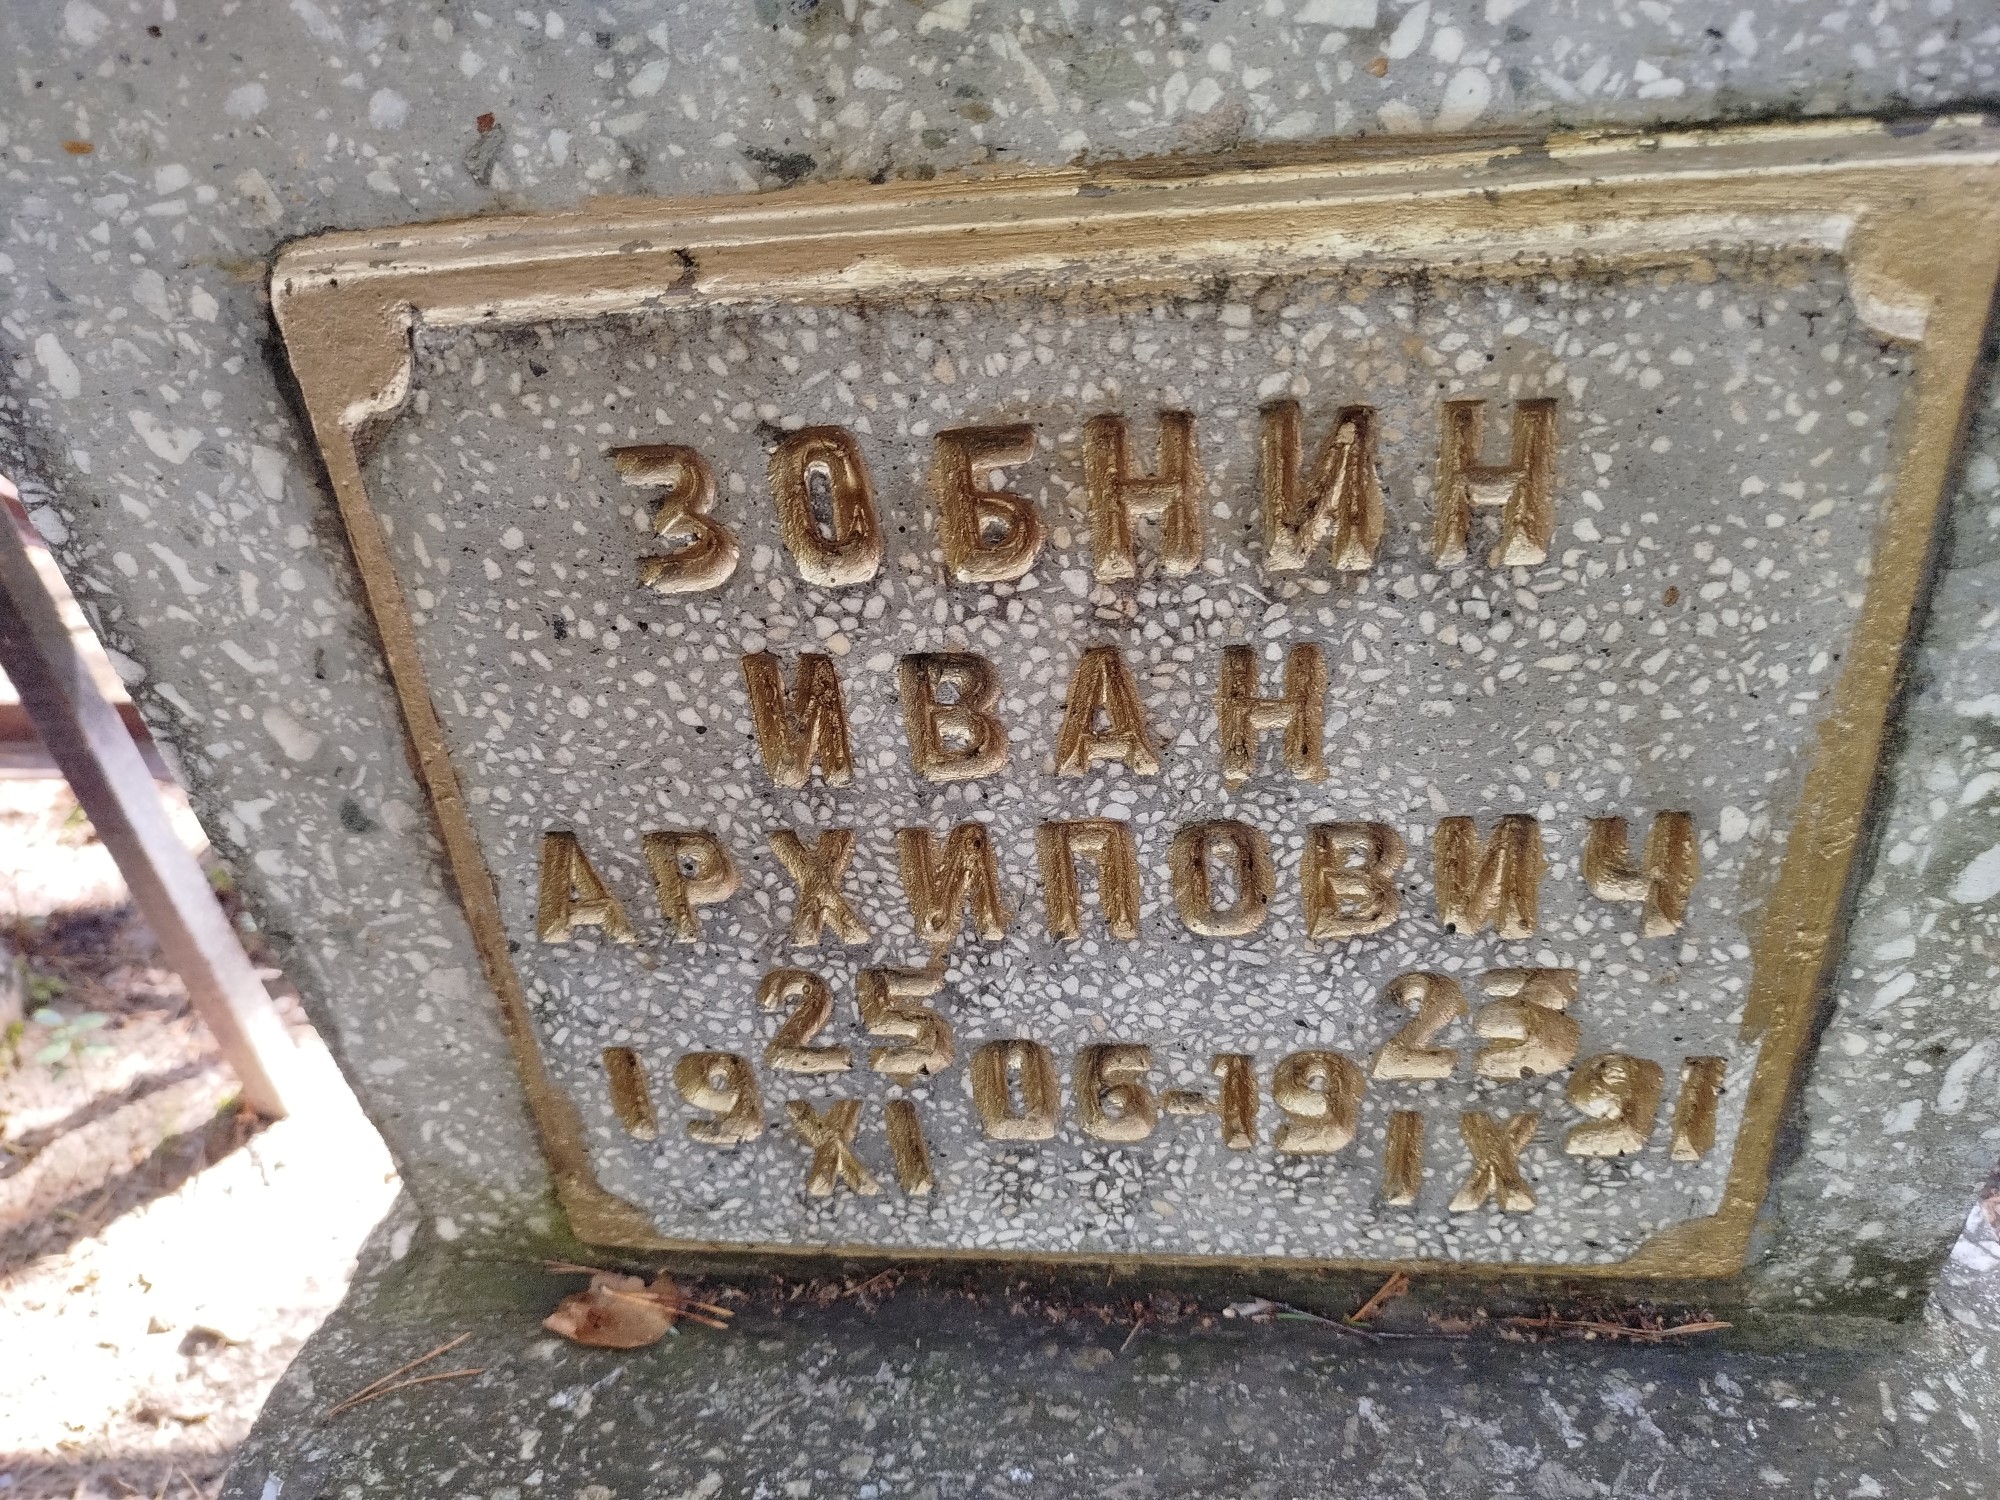 ЗОБНИН
ИВАН
АРХИПОВИЧ
25 23
19 06-19 91
XI IX